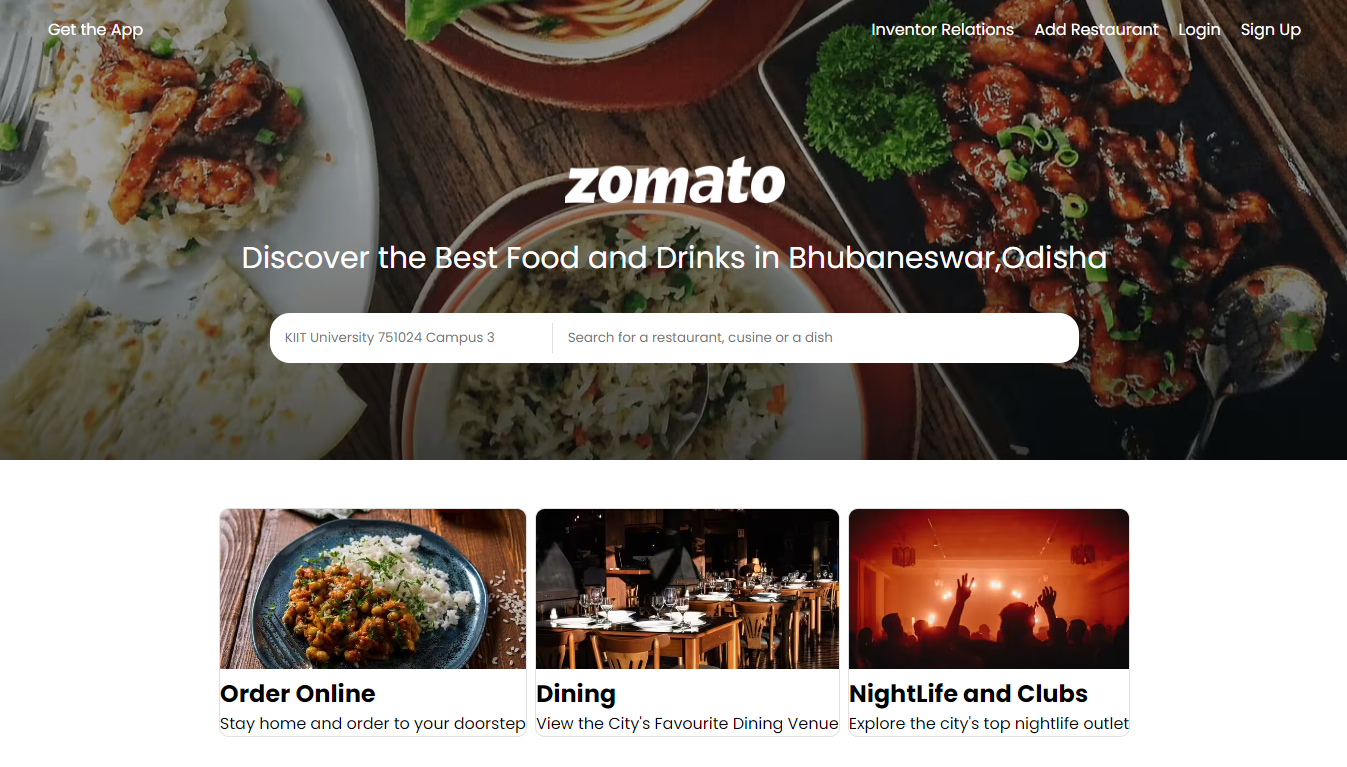 Get the App
Inventor Relations Add Restaurant Login Sign Up
zomato
Discover the Best Food and Drinks in Bhubaneswar,Odisha
KIIT University 751024 Campus 3
Search for a restaurant, cusine or a dish
Order Online
Stay home and order to your doorstep
Dining
View the City's Favourite Dining Venue
NightLife and Clubs
Explore the city's top nightlife outlet